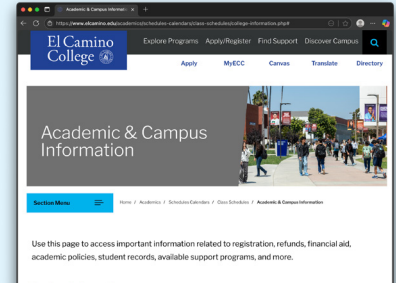 Academic & Campus Informati
https://www.elcamino.edu/academics/schedules-calendars/class-schedules/college-information.php#
El Camino College
Explore Programs Apply/Register Find Support Discover Campus
Apply MyECC Canvas Translate Directory
Academic & Campus
Information
Section Menu
Home / Academics / Schedules Calendars / Class Schedules / Academic & Campus Information
Use this page to access important information related to registration, refunds, financial aid,
academic policies, student records, available support programs, and more.